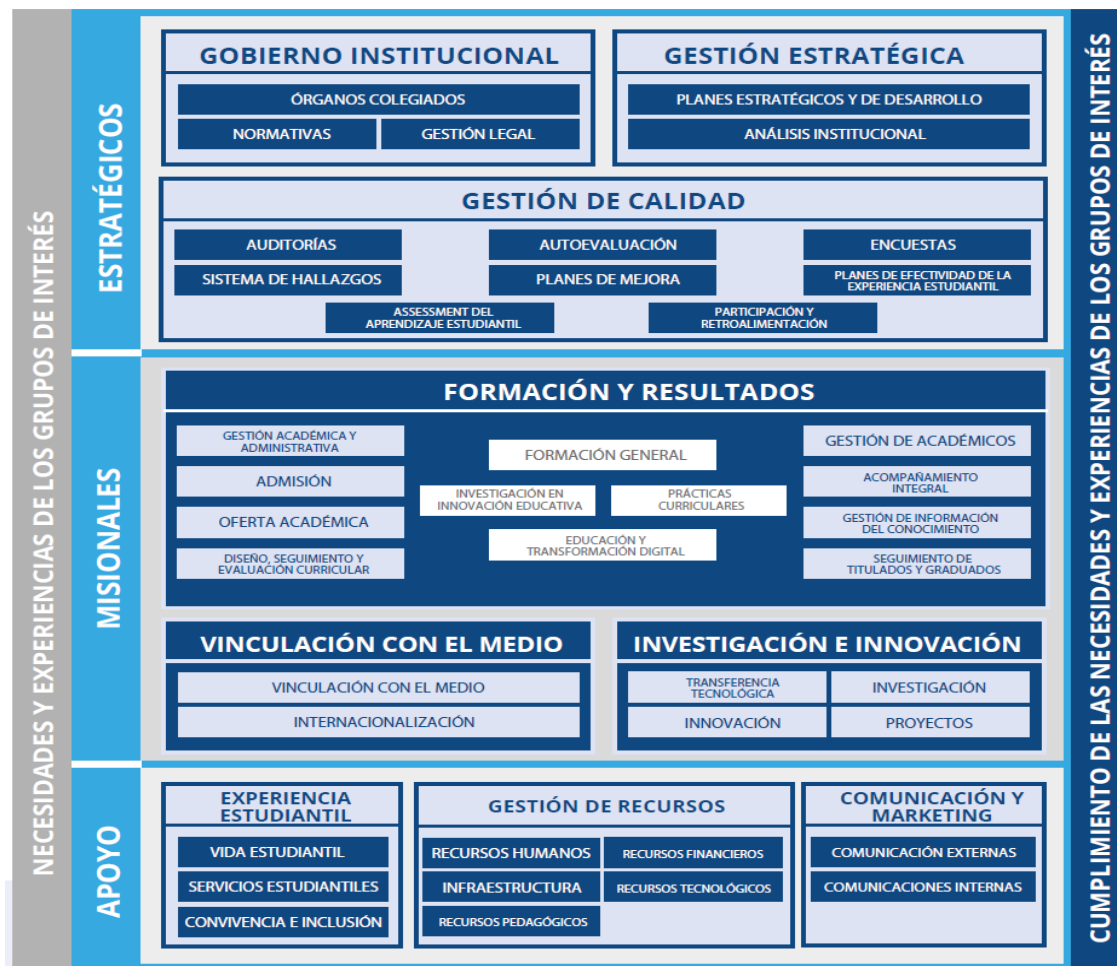 NECESIDADES Y EXPERIENCIAS DE LOS GRUPOS DE INTERÉS
ESTRATÉGICOS
GOBIERNO INSTITUCIONAL
ÓRGANOS COLEGIADOS
NORMATIVAS
GESTIÓN LEGAL
GESTIÓN ESTRATÉGICA
PLANES ESTRATÉGICOS Y DE DESARROLLO
ANÁLISIS INSTITUCIONAL
GESTIÓN DE CALIDAD
AUDITORÍAS
AUTOEVALUACIÓN
ENCUESTAS
SISTEMA DE HALLAZGOS
PLANES DE MEJORA
PLANES DE EFECTIVIDAD DE LA
EXPERIENCIA ESTUDIANTIL
ASSESSMENT DEL
APRENDIZAJE ESTUDIANTIL
PARTICIPACIÓN Y
RETROALIMENTACIÓN
MISIONALES
FORMACIÓN Y RESULTADOS
GESTIÓN ACADÉMICA Y
ADMINISTRATIVA
ADMISIÓN
OFERTA ACADÉMICA
DISEÑO, SEGUIMIENTO Y
EVALUACIÓN CURRICULAR
FORMACIÓN GENERAL
INVESTIGACIÓN EN
INNOVACIÓN EDUCATIVA
PRÁCTICAS
CURRICULARES
EDUCACIÓN Y
TRANSFORMACIÓN DIGITAL
GESTIÓN DE ACADÉMICOS
ACOMPAÑAMIENTO
INTEGRAL
GESTIÓN DE INFORMACIÓN
DEL CONOCIMIENTO
SEGUIMIENTO DE
TITULADOS Y GRADUADOS
VINCULACIÓN CON EL MEDIO
VINCULACIÓN CON EL MEDIO
INTERNACIONALIZACIÓN
INVESTIGACIÓN E INNOVACIÓN
TRANSFERENCIA
TECNOLÓGICA
INVESTIGACIÓN
INNOVACIÓN
PROYECTOS
APOYO
EXPERIENCIA
ESTUDIANTIL
VIDA ESTUDIANTIL
SERVICIOS ESTUDIANTILES
CONVIVENCIA E INCLUSIÓN
GESTIÓN DE RECURSOS
RECURSOS HUMANOS
RECURSOS FINANCIEROS
INFRAESTRUCTURA
RECURSOS TECNOLÓGICOS
RECURSOS PEDAGÓGICOS
COMUNICACIÓN Y
MARKETING
COMUNICACIÓN EXTERNAS
COMUNICACIONES INTERNAS
CUMPLIMIENTO DE LAS NECESIDADES Y EXPERIENCIAS DE LOS GRUPOS DE INTERÉS